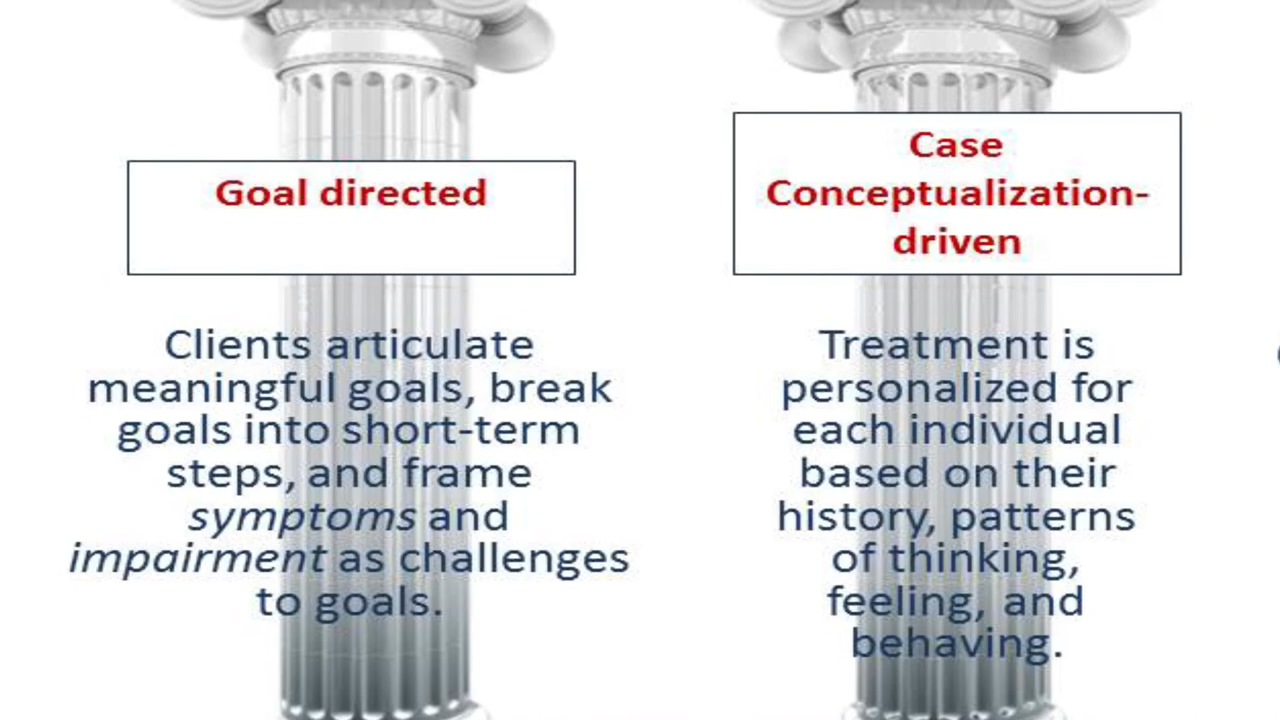 Goal directed
Clients articulate
meaningful goals, break
goals into short-term
steps, and frame
symptoms and
impairment as challenges
to goals.
Case
Conceptualization-
driven
Treatment is
personalized for
each individual
based on their
history, patterns
of thinking,
feeling, and
behaving.